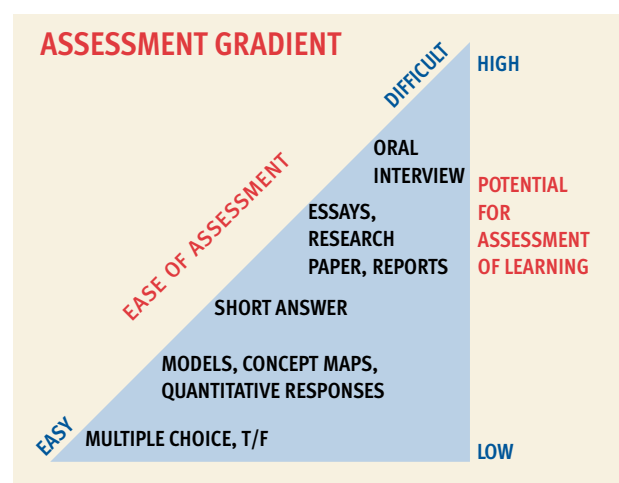 ASSESSMENT GRADIENT
DIFFICULT
HIGH
ORAL
INTERVIEW
POTENTIAL
FOR
ASSESSMENT
OF LEARNING
EASE OF ASSESSMENT
ESSAYS,
RESEARCH
PAPER, REPORTS
SHORT ANSWER
MODELS, CONCEPT MAPS,
QUANTITATIVE RESPONSES
EASY
MULTIPLE CHOICE, T/F
LOW